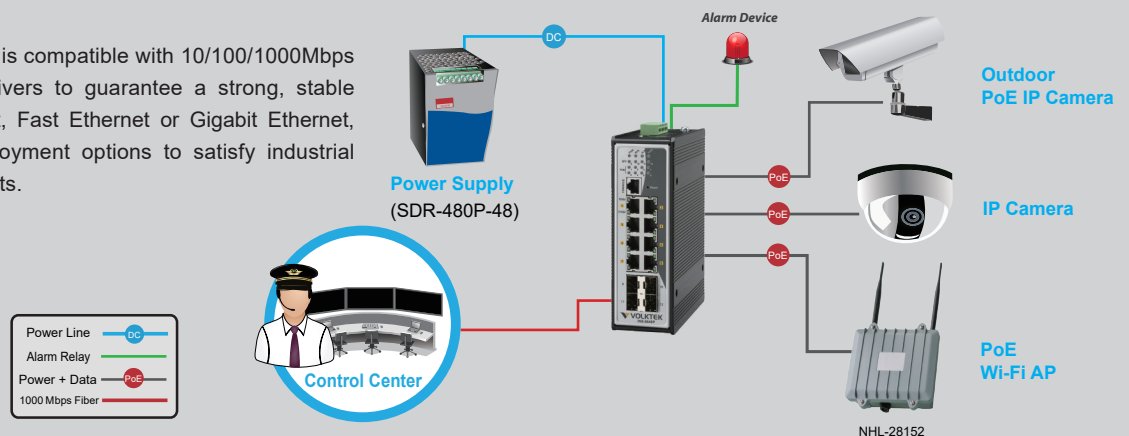 is compatible with 10/100/1000Mbps
ivers to guarantee a strong, stable
, Fast Ethernet or Gigabit Ethernet,
oyment options to satisfy industrial
ts.
Alarm Device
DC
Outdoor
PoE IP Camera
Power Supply
(SDR-480P-48)
PoE
PoE
IP Camera
PoE
VOLKTEK
Control Center
PoE
Wi-Fi AP
NHL-28152
Power Line
DC
Alarm Relay
Power + Data
PoE
1000 Mbps Fiber